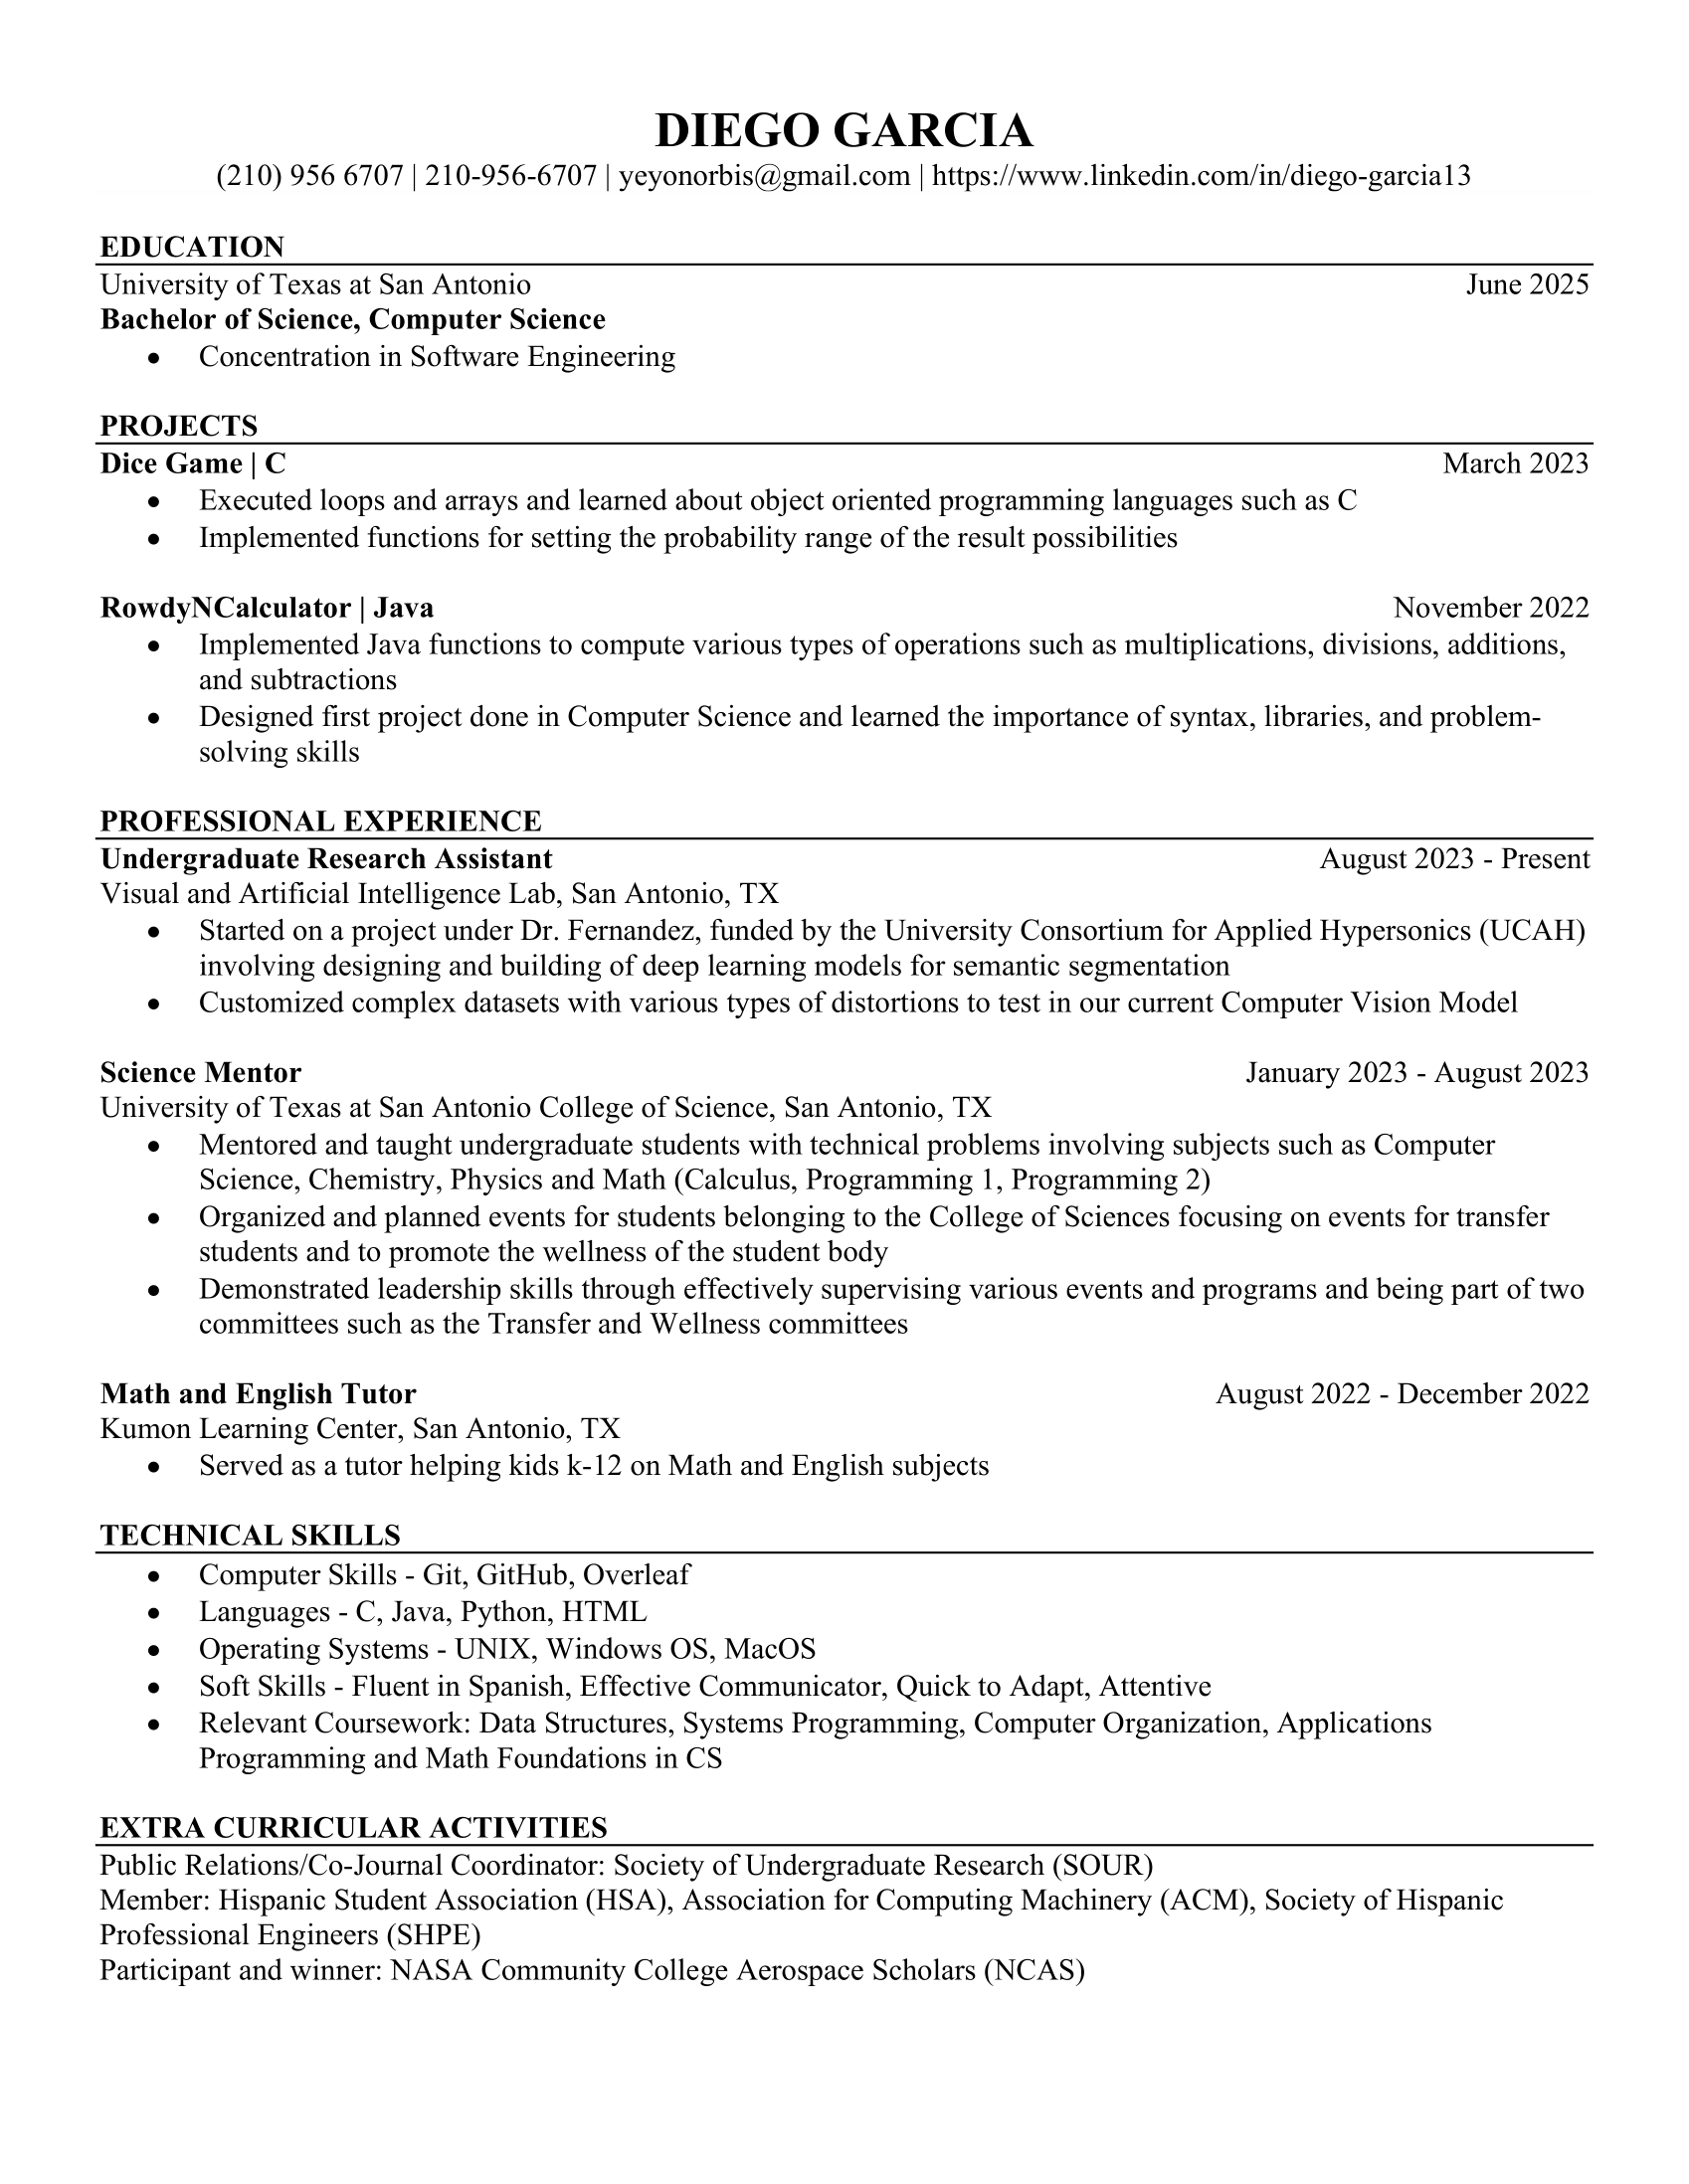 DIEGO GARCIA
(210) 956 6707 | 210-956-6707 | yeyonorbis@gmail.com | https://www.linkedin.com/in/diego-garcia13
EDUCATION
University of Texas at San Antonio June 2025
Bachelor of Science, Computer Science
• Concentration in Software Engineering
PROJECTS
Dice Game | C March 2023
• Executed loops and arrays and learned about object oriented programming languages such as C
• Implemented functions for setting the probability range of the result possibilities
RowdyNCalculator | Java November 2022
• Implemented Java functions to compute various types of operations such as multiplications, divisions, additions,
and subtractions
• Designed first project done in Computer Science and learned the importance of syntax, libraries, and problem-
solving skills
PROFESSIONAL EXPERIENCE
Undergraduate Research Assistant August 2023 - Present
Visual and Artificial Intelligence Lab, San Antonio, TX
• Started on a project under Dr. Fernandez, funded by the University Consortium for Applied Hypersonics (UCAH)
involving designing and building of deep learning models for semantic segmentation
• Customized complex datasets with various types of distortions to test in our current Computer Vision Model
Science Mentor January 2023 - August 2023
University of Texas at San Antonio College of Science, San Antonio, TX
• Mentored and taught undergraduate students with technical problems involving subjects such as Computer
Science, Chemistry, Physics and Math (Calculus, Programming 1, Programming 2)
• Organized and planned events for students belonging to the College of Sciences focusing on events for transfer
students and to promote the wellness of the student body
• Demonstrated leadership skills through effectively supervising various events and programs and being part of two
committees such as the Transfer and Wellness committees
Math and English Tutor August 2022 - December 2022
Kumon Learning Center, San Antonio, TX
• Served as a tutor helping kids k-12 on Math and English subjects
TECHNICAL SKILLS
• Computer Skills - Git, GitHub, Overleaf
• Languages - C, Java, Python, HTML
• Operating Systems - UNIX, Windows OS, MacOS
• Soft Skills - Fluent in Spanish, Effective Communicator, Quick to Adapt, Attentive
• Relevant Coursework: Data Structures, Systems Programming, Computer Organization, Applications
Programming and Math Foundations in CS
EXTRA CURRICULAR ACTIVITIES
Public Relations/Co-Journal Coordinator: Society of Undergraduate Research (SOUR)
Member: Hispanic Student Association (HSA), Association for Computing Machinery (ACM), Society of Hispanic
Professional Engineers (SHPE)
Participant and winner: NASA Community College Aerospace Scholars (NCAS)